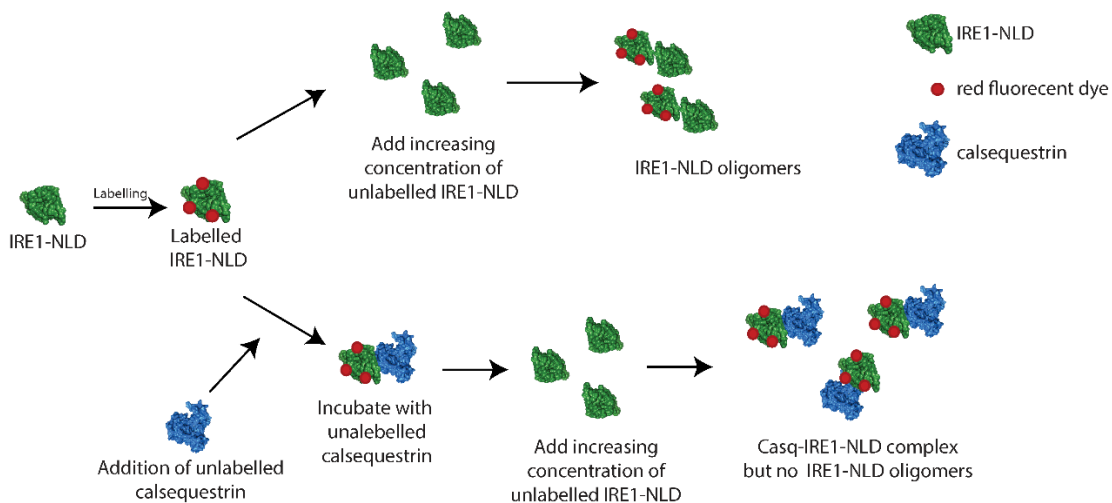 IRE1-NLD
red fluorecent dye
calsequestrin
Add increasing
concentration of
unlabelled IRE1-NLD
IRE1-NLD oligomers
Labelling
IRE1-NLD
Labelled
IRE1-NLD
Addition of unlabelled
calsequestrin
Incubate with
unalebelled
calsequestrin
Add increasing
concentration of
unlabelled IRE1-NLD
Casq-IRE1-NLD complex
but no IRE1-NLD oligomers